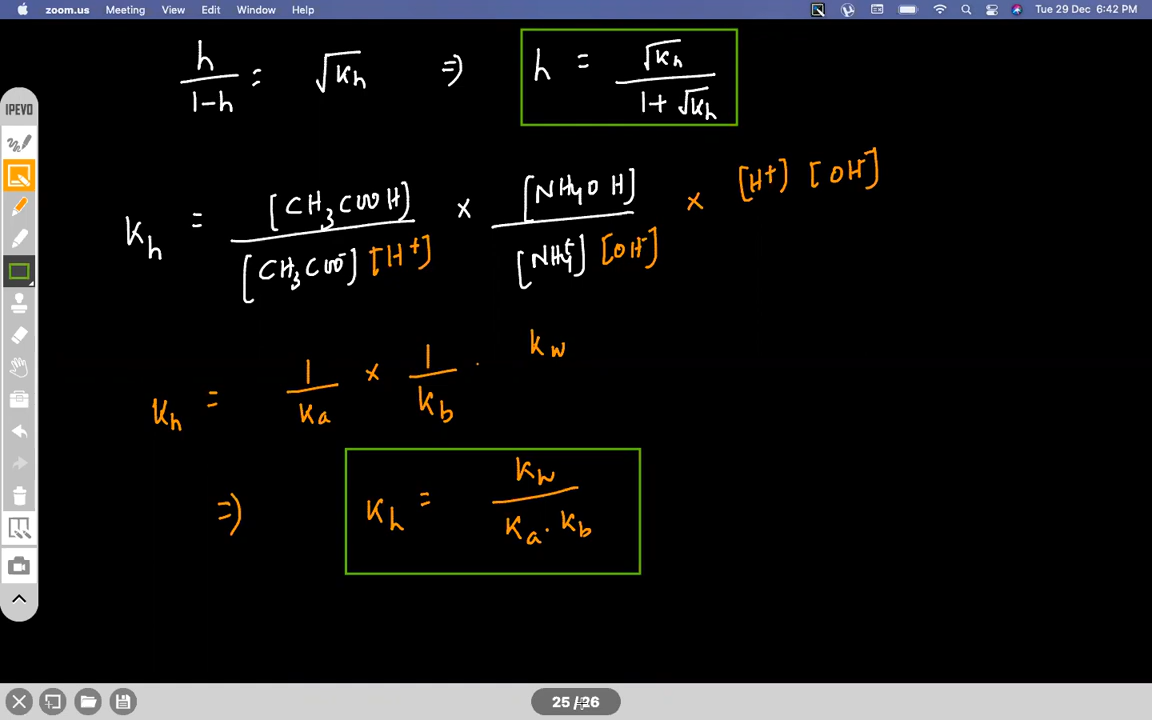 zoom.us Meeting View Edit Window Help Tue 29 Dec 6:42 PM
IPEVO
h/(1-h) = √Kh ⇒ h = √Kh/(1+√Kh)
Kh = [CH3COOH]/([CH3COO-][H+]) × [NH4OH]/([NH4+][OH-]) × [H+][OH-]
Kh = 1/Ka × 1/Kb · Kw
⇒ Kh = Kw/(Ka·Kb)
25 / 26